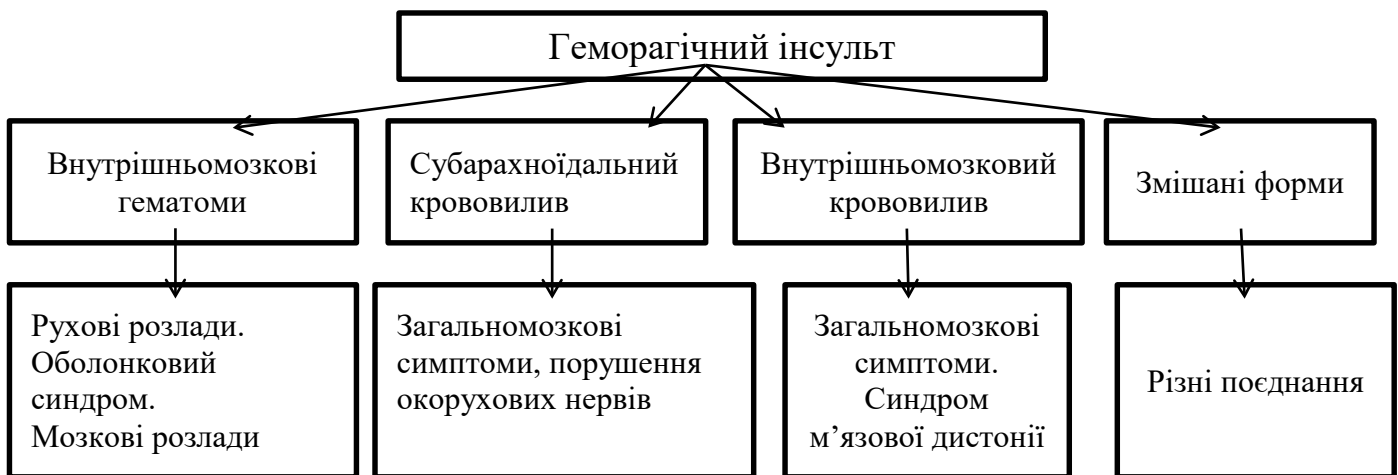 Геморагічний інсульт
Внутрішньомозкові
гематоми
Субарахноїдальний
крововилив
Внутрішньомозковий
крововилив
Змішані форми
Рухові розлади.
Оболонковий
синдром.
Мозкові розлади
Загальномозкові
симптоми, порушення
окорухових нервів
Загальномозкові
симптоми.
Синдром
м’язової дистонії
Різні поєднання